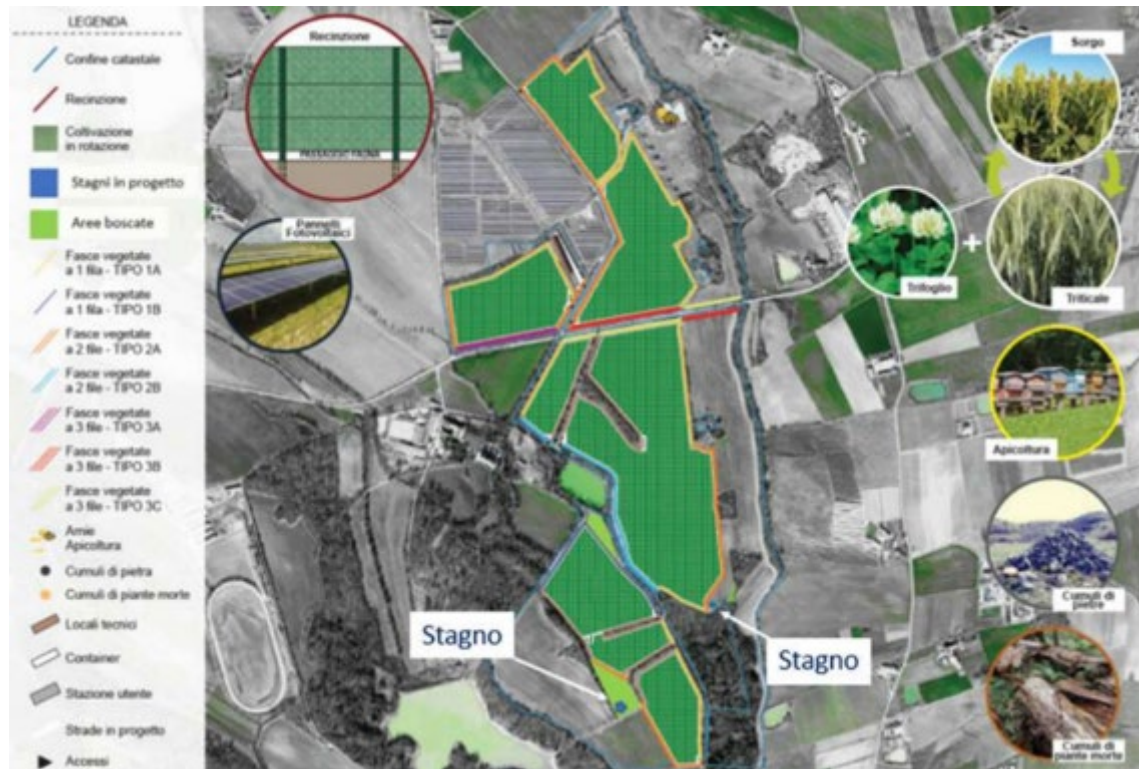 LEGENDA
Confine catastale
Recinzione
Coltivazione
in rotazione
Stagni in progetto
Aree boscate
Fasce vegetate
a 1 fila - TIPO 1A
Fasce vegetate
a 1 fila - TIPO 1B
Fasce vegetate
a 2 file - TIPO 2A
Fasce vegetate
a 2 file - TIPO 2B
Fasce vegetate
a 3 file - TIPO 3A
Fasce vegetate
a 3 file - TIPO 3B
Fasce vegetate
a 3 file - TIPO 3C
Arnie
Apicoltura
Cumuli di pietra
Cumuli di piante morte
Locali tecnici
Container
Stazione utente
Strade in progetto
Accessi
Recinzione
PASSAGGIO FAUNA
Pannelli
Fotovoltaici
Sorgo
Trifoglio
+
Triticale
Apicoltura
Cumuli di
pietre
Cumuli di
piante morte
Stagno
Stagno